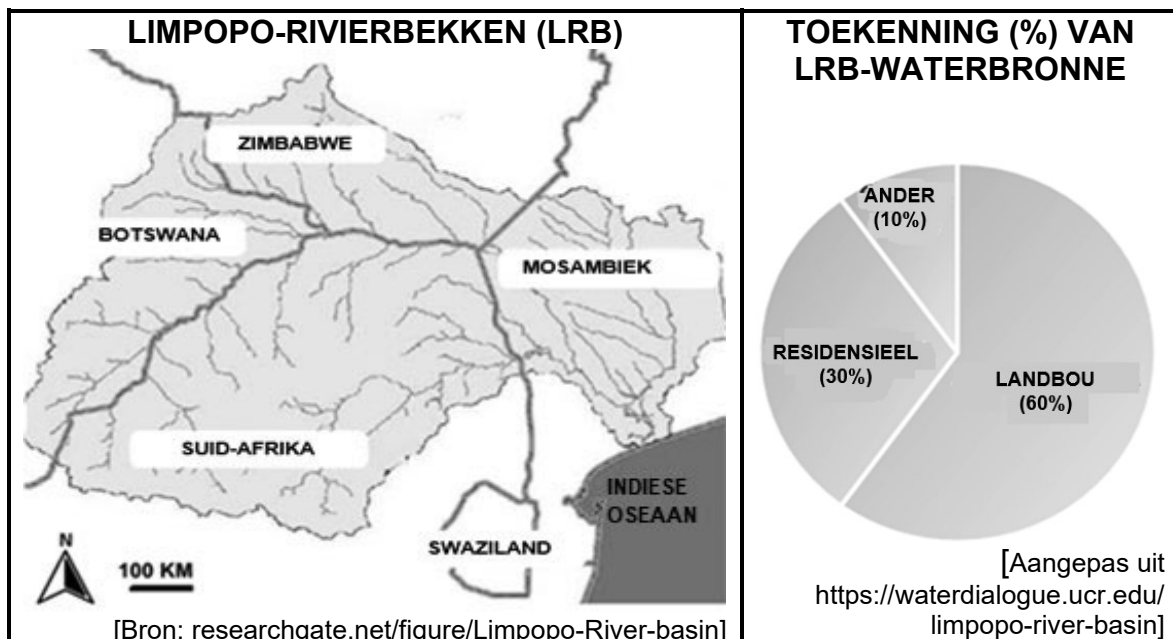 LIMPOPO-RIVIERBEKKEN (LRB)
ZIMBABWE
BOTSWANA
MOSAMBIEK
SUID-AFRIKA
INDIESE
OSEAAN
SWAZILAND
N
100 KM
[Bron: researchgate.net/figure/Limpopo-River-basin]
TOEKENNING (%) VAN
LRB-WATERBRONNE
ANDER
(10%)
RESIDENSIEEL
(30%)
LANDBOU
(60%)
[Aangepas uit
https://waterdialogue.ucr.edu/
limpopo-river-basin]